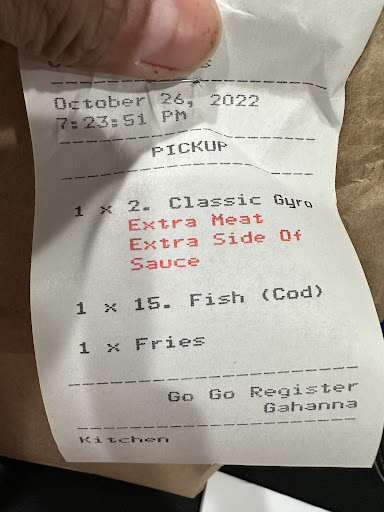 October 26, 2022
7:23:51 PM
PICKUP
1 x 2. Classic Gyro
Extra Meat
Extra Side Of
Sauce
1 x 15. Fish (Cod)
1 x Fries
Go Go Register
Gahanna
Kitchen